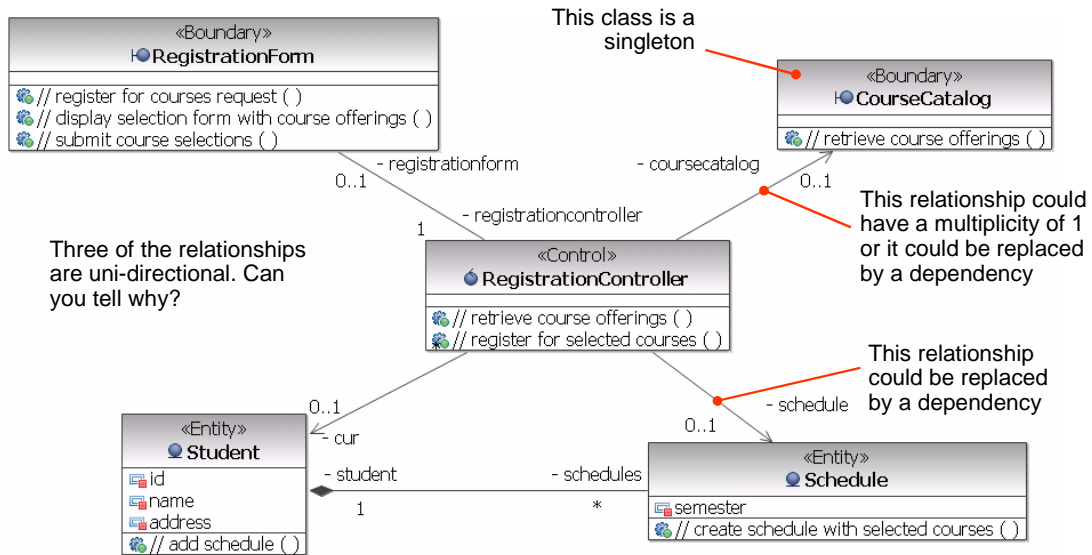 This class is a
singleton
«Boundary»
RegistrationForm
// register for courses request ( )
// display selection form with course offerings ( )
// submit course selections ( )
«Boundary»
CourseCatalog
// retrieve course offerings ( )
- registrationform
0..1
- coursecatalog
0..1
This relationship could
have a multiplicity of 1
or it could be replaced
by a dependency
- registrationcontroller
1
Three of the relationships
are uni-directional. Can
you tell why?
«Control»
RegistrationController
// retrieve course offerings ( )
// register for selected courses ( )
This relationship
could be replaced
by a dependency
0..1
- cur
- schedule
0..1
«Entity»
Student
id
name
address
// add schedule ( )
- student
1
- schedules
*
«Entity»
Schedule
semester
// create schedule with selected courses ( )